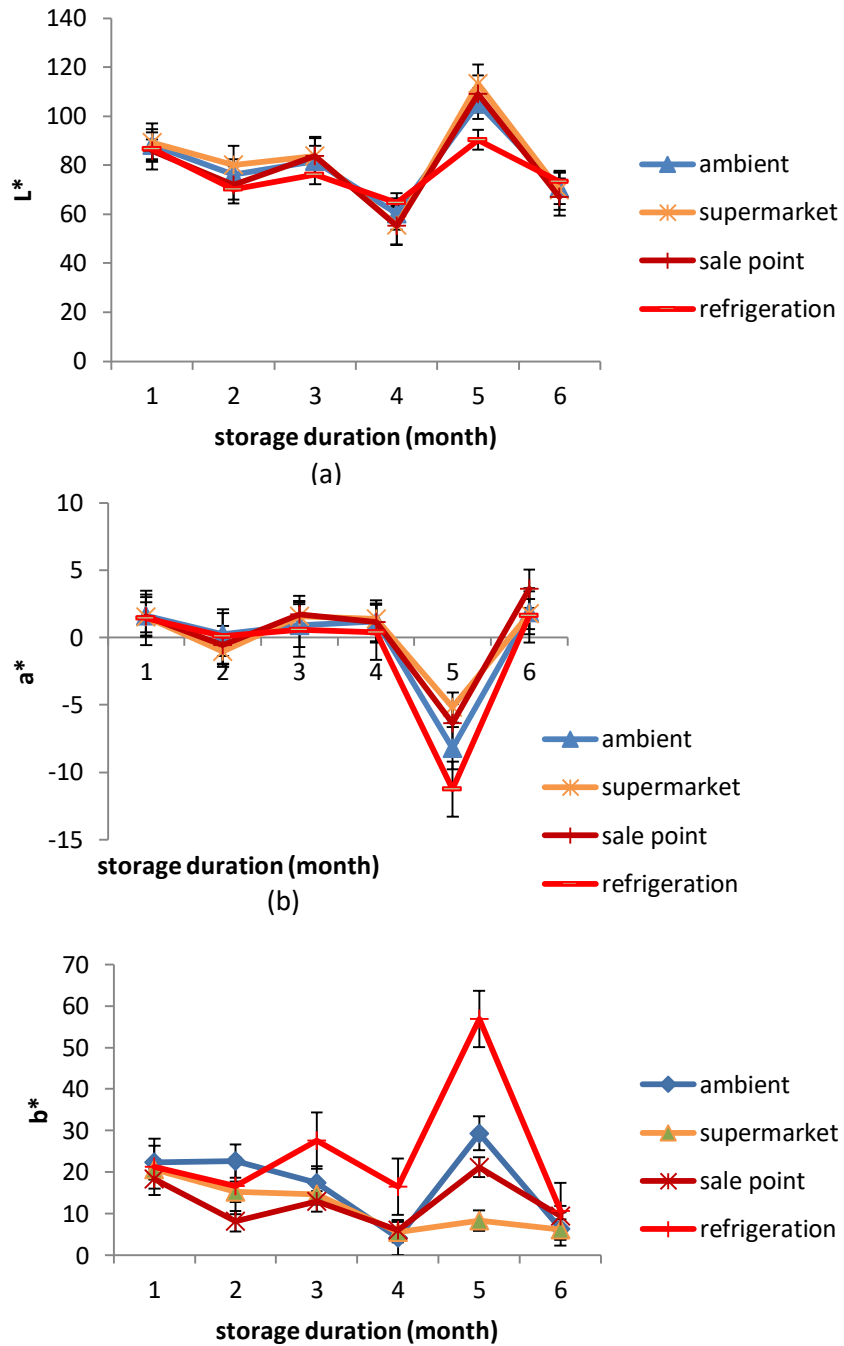 140
120
100
80
60
40
20
0
L*
1 2 3 4 5 6
storage duration (month)
ambient
supermarket
sale point
refrigeration
(a)
10
5
0
-5
-10
-15
a*
1 2 3 4 5 6
storage duration (month)
ambient
supermarket
sale point
refrigeration
(b)
70
60
50
40
30
20
10
0
b*
1 2 3 4 5 6
storage duration (month)
ambient
supermarket
sale point
refrigeration